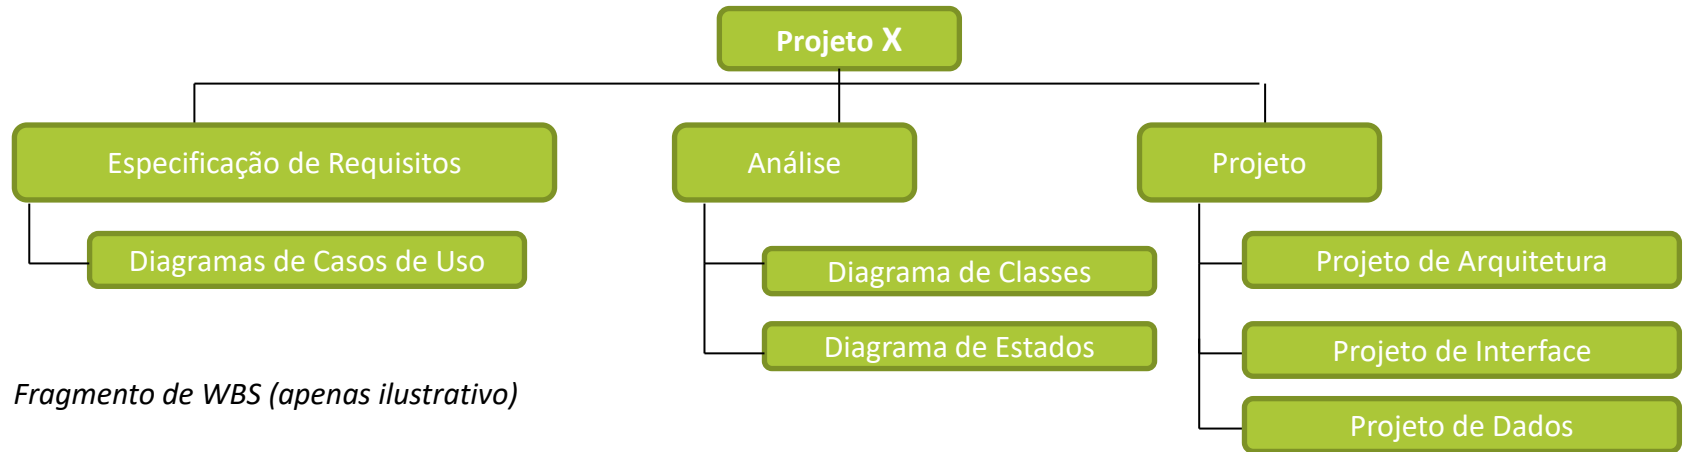 Projeto X
Especificação de Requisitos
Análise
Projeto
Diagramas de Casos de Uso
Diagrama de Classes
Diagrama de Estados
Projeto de Arquitetura
Projeto de Interface
Projeto de Dados
Fragmento de WBS (apenas ilustrativo)